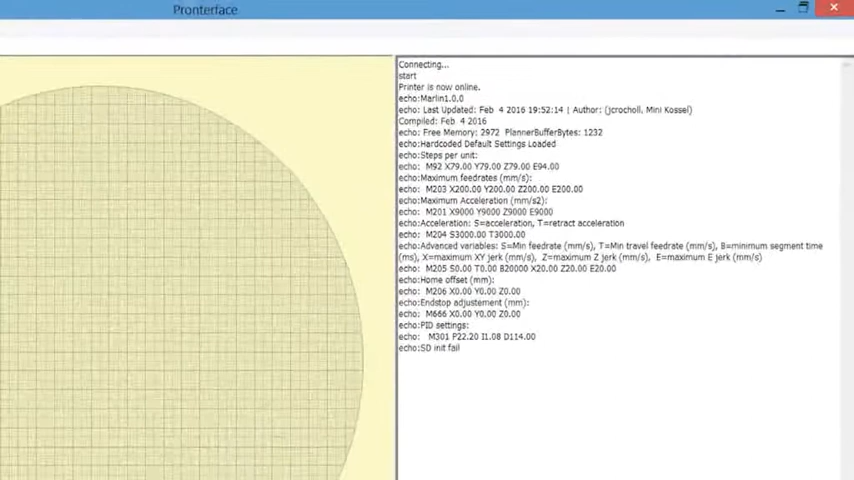 Pronterface
Connecting...
start
Printer is now online.
echo:Marlin1.0.0
echo: Last Updated: Feb  4 2016 19:52:14 | Author: (jcrocholl, Mini Kossel)
Compiled: Feb  4 2016
echo: Free Memory: 2972  PlannerBufferBytes: 1232
echo:Hardcoded Default Settings Loaded
echo:Steps per unit:
echo:  M92 X79.00 Y79.00 Z79.00 E94.00
echo:Maximum feedrates (mm/s):
echo:  M203 X200.00 Y200.00 Z200.00 E200.00
echo:Maximum Acceleration (mm/s2):
echo:  M201 X9000 Y9000 Z9000 E9000
echo:Acceleration: S=acceleration, T=retract acceleration
echo:  M204 S3000.00 T3000.00
echo:Advanced variables: S=Min feedrate (mm/s), T=Min travel feedrate (mm/s), B=minimum segment time
(ms), X=maximum XY jerk (mm/s),  Z=maximum Z jerk (mm/s),  E=maximum E jerk (mm/s)
echo:  M205 S0.00 T0.00 B20000 X20.00 Z20.00 E20.00
echo:Home offset (mm):
echo:  M206 X0.00 Y0.00 Z0.00
echo:Endstop adjustement (mm):
echo:  M666 X0.00 Y0.00 Z0.00
echo:PID settings:
echo:   M301 P22.20 I1.08 D114.00
echo:SD init fail